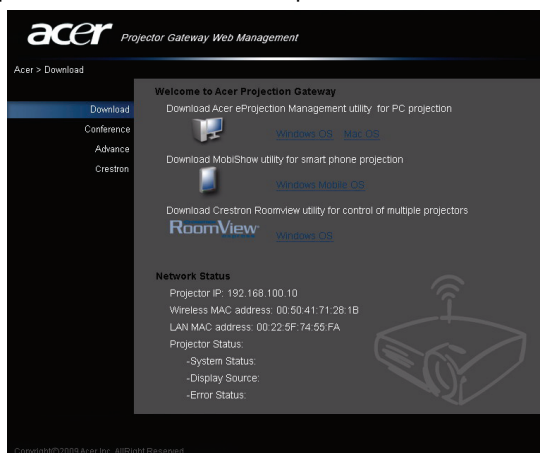 acer Projector Gateway Web Management
Acer > Download
Download
Conference
Advance
Crestron
Welcome to Acer Projection Gateway
Download Acer eProjection Management utility for PC projection
Windows OS Mac OS
Download MobiShow utility for smart phone projection
Windows Mobile OS
Download Crestron Roomview utility for control of multiple projectors
RoomView Windows OS
Network Status
Projector IP: 192.168.100.10
Wireless MAC address: 00:50:41:71:28:1B
LAN MAC address: 00:22:5F:74:55:FA
Projector Status:
-System Status:
-Display Source:
-Error Status:
Copyright©2009 Acer Inc. AllRight Reserved